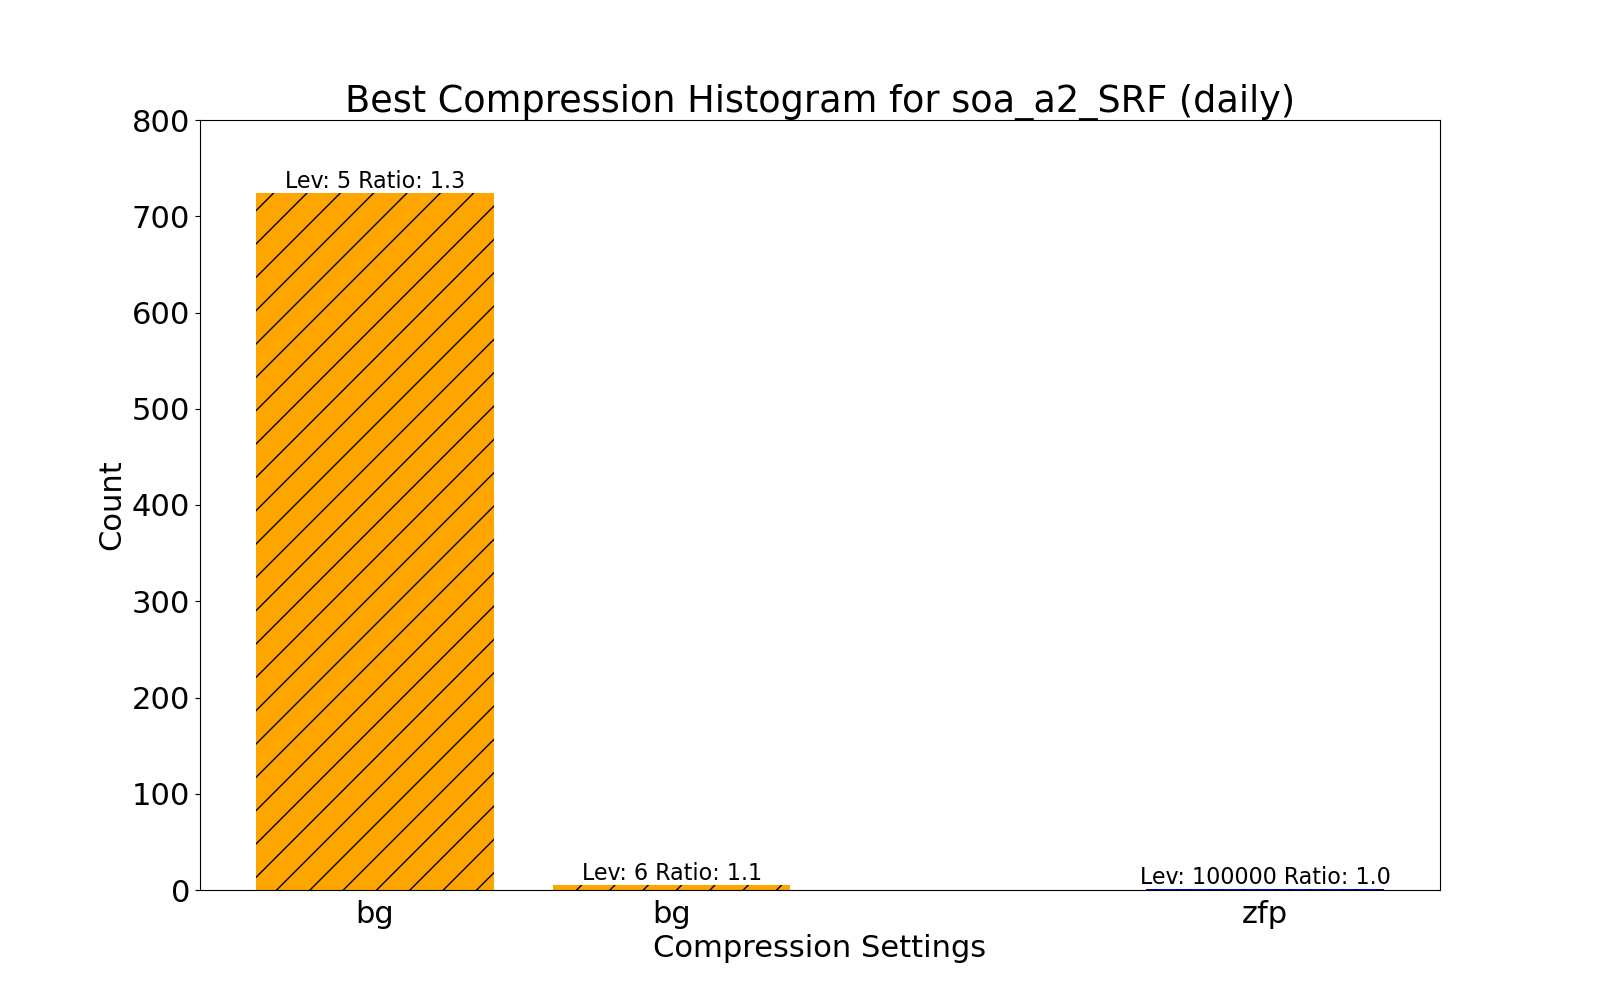 Best Compression Histogram for soa_a2_SRF (daily)
800
700
600
500
400
300
200
100
0
Count
Lev: 5 Ratio: 1.3
Lev: 6 Ratio: 1.1
Lev: 100000 Ratio: 1.0
bg
bg
zfp
Compression Settings